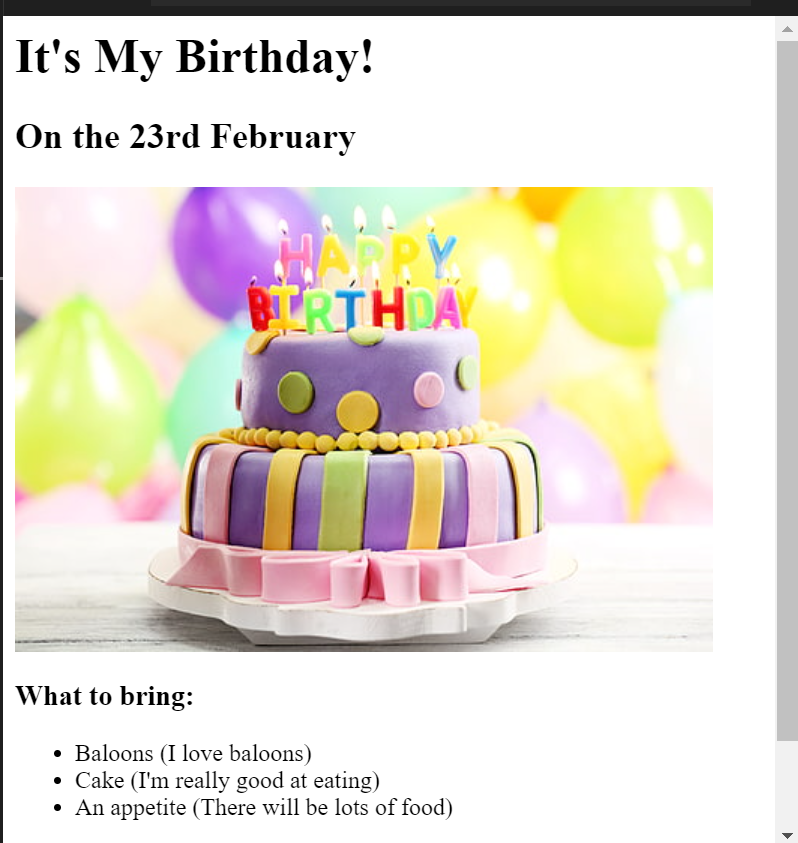 It's My Birthday!
On the 23rd February
HAPPY
BIRTHDAY
What to bring:
Baloons (I love baloons)
Cake (I'm really good at eating)
An appetite (There will be lots of food)